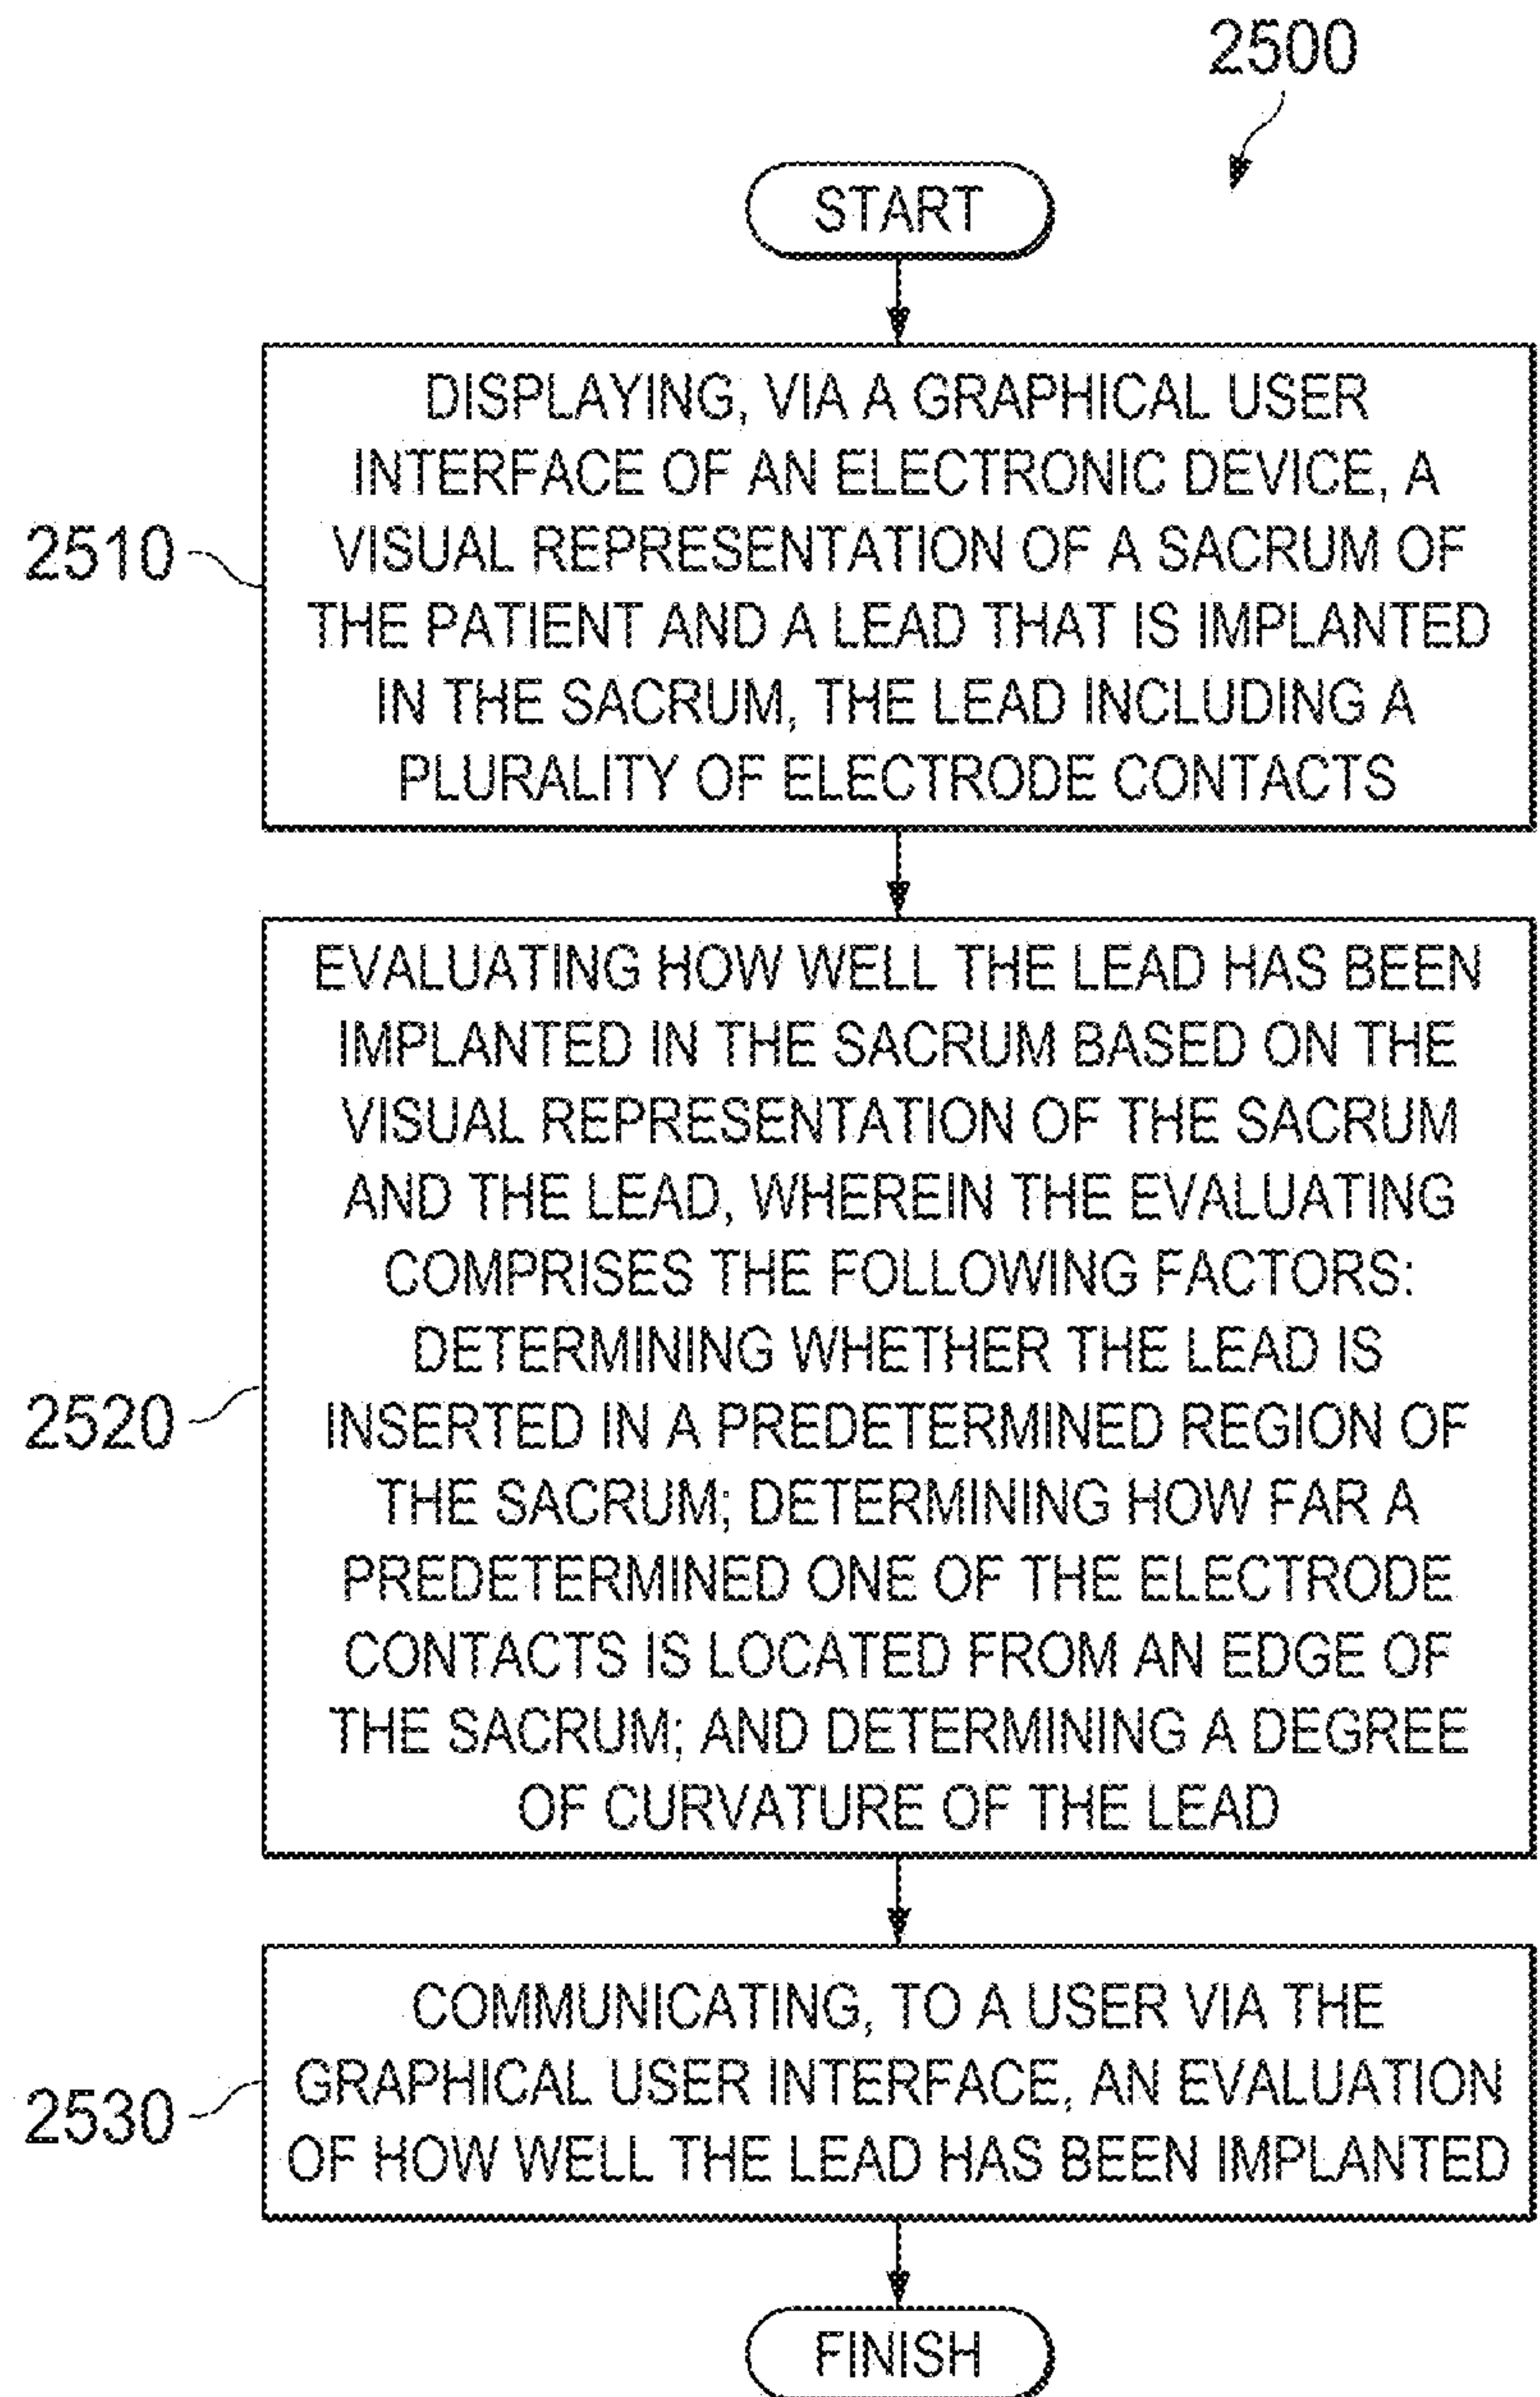 2500
START
DISPLAYING, VIA A GRAPHICAL USER
INTERFACE OF AN ELECTRONIC DEVICE, A
VISUAL REPRESENTATION OF A SACRUM OF
THE PATIENT AND A LEAD THAT IS IMPLANTED
IN THE SACRUM, THE LEAD INCLUDING A
PLURALITY OF ELECTRODE CONTACTS
2510
EVALUATING HOW WELL THE LEAD HAS BEEN
IMPLANTED IN THE SACRUM BASED ON THE
VISUAL REPRESENTATION OF THE SACRUM
AND THE LEAD, WHEREIN THE EVALUATING
COMPRISES THE FOLLOWING FACTORS:
DETERMINING WHETHER THE LEAD IS
INSERTED IN A PREDETERMINED REGION OF
THE SACRUM; DETERMINING HOW FAR A
PREDETERMINED ONE OF THE ELECTRODE
CONTACTS IS LOCATED FROM AN EDGE OF
THE SACRUM; AND DETERMINING A DEGREE
OF CURVATURE OF THE LEAD
2520
COMMUNICATING, TO A USER VIA THE
GRAPHICAL USER INTERFACE, AN EVALUATION
OF HOW WELL THE LEAD HAS BEEN IMPLANTED
2530
FINISH